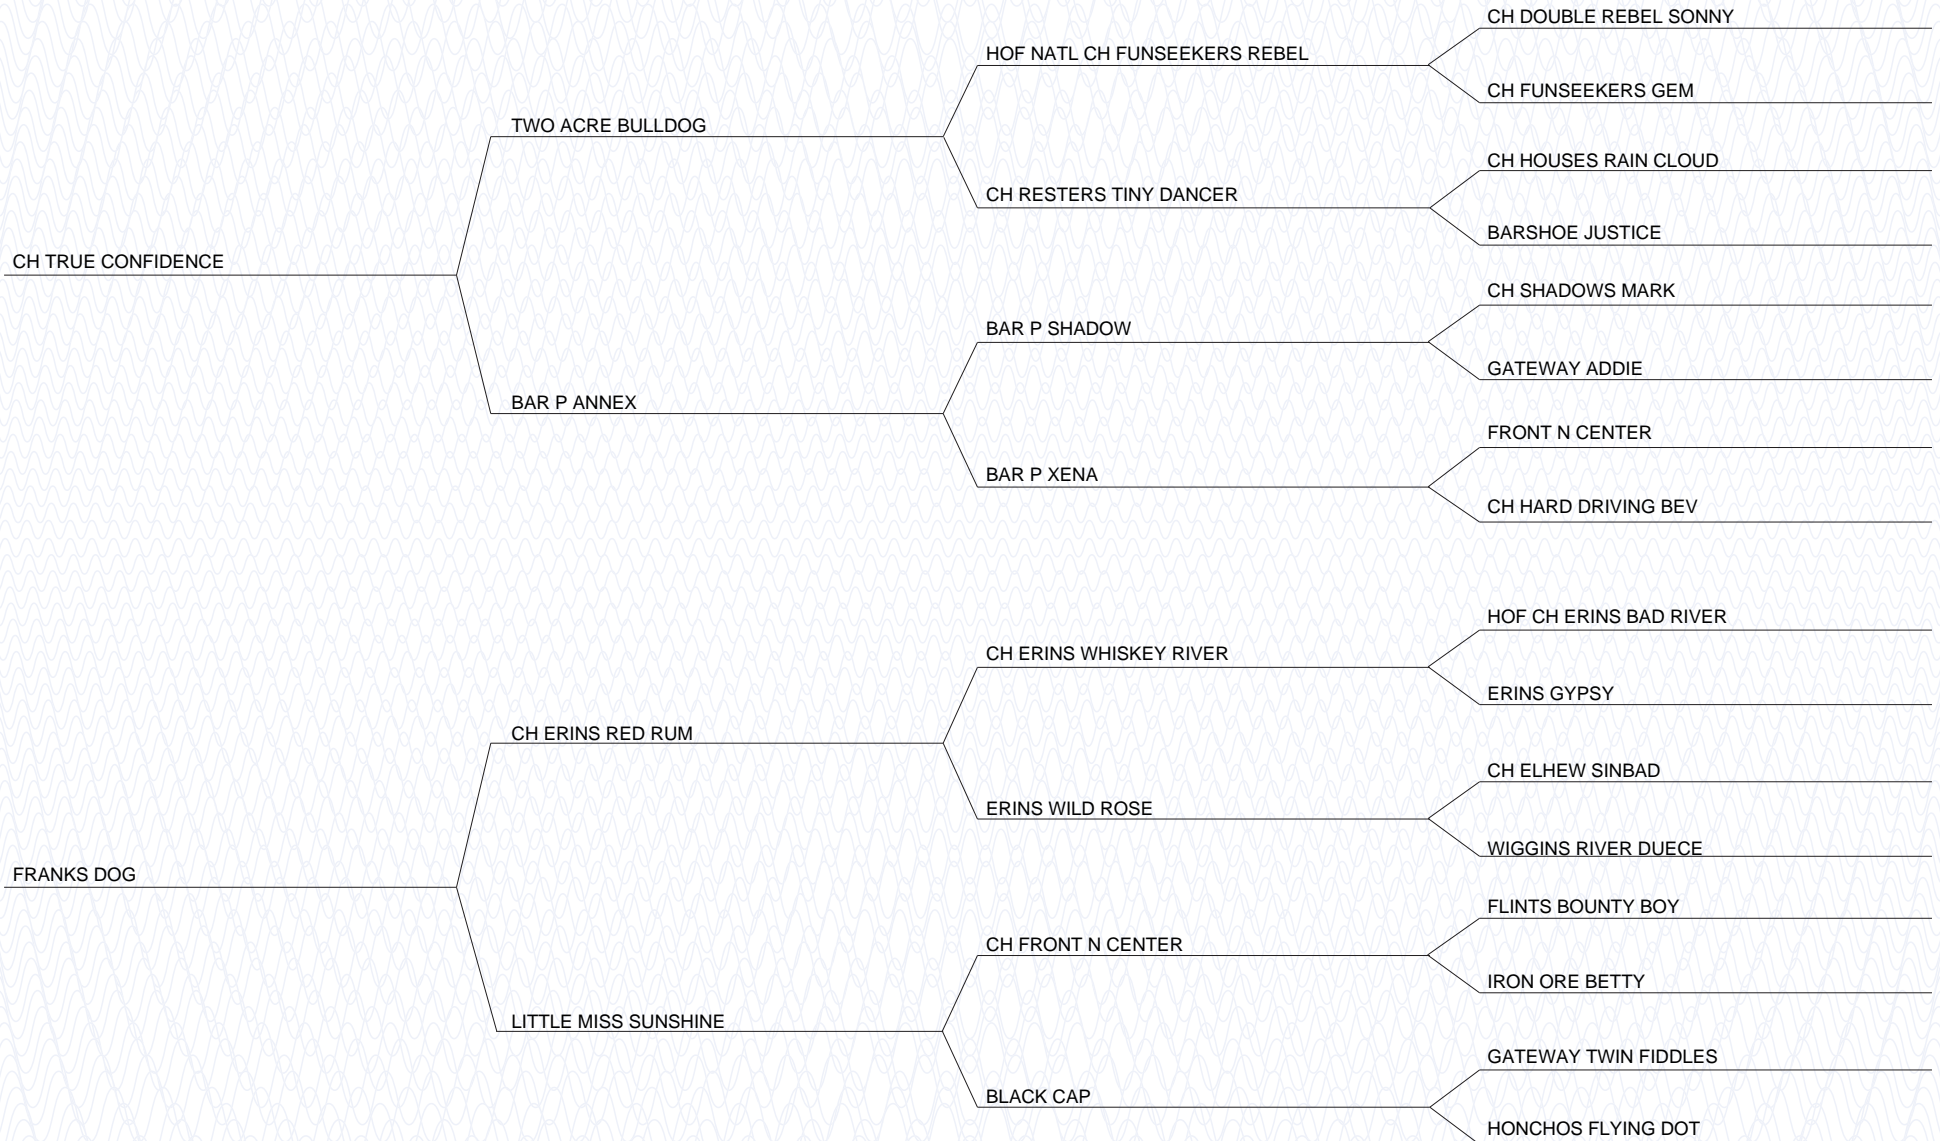 CH DOUBLE REBEL SONNY
HOF NATL CH FUNSEEKERS REBEL
CH FUNSEEKERS GEM
TWO ACRE BULLDOG
CH HOUSES RAIN CLOUD
CH RESTERS TINY DANCER
BARSHOE JUSTICE
CH TRUE CONFIDENCE
CH SHADOWS MARK
BAR P SHADOW
GATEWAY ADDIE
BAR P ANNEX
FRONT N CENTER
BAR P XENA
CH HARD DRIVING BEV
HOF CH ERINS BAD RIVER
CH ERINS WHISKEY RIVER
ERINS GYPSY
CH ERINS RED RUM
CH ELHEW SINBAD
ERINS WILD ROSE
WIGGINS RIVER DUECE
FRANKS DOG
FLINTS BOUNTY BOY
CH FRONT N CENTER
IRON ORE BETTY
LITTLE MISS SUNSHINE
GATEWAY TWIN FIDDLES
BLACK CAP
HONCHOS FLYING DOT